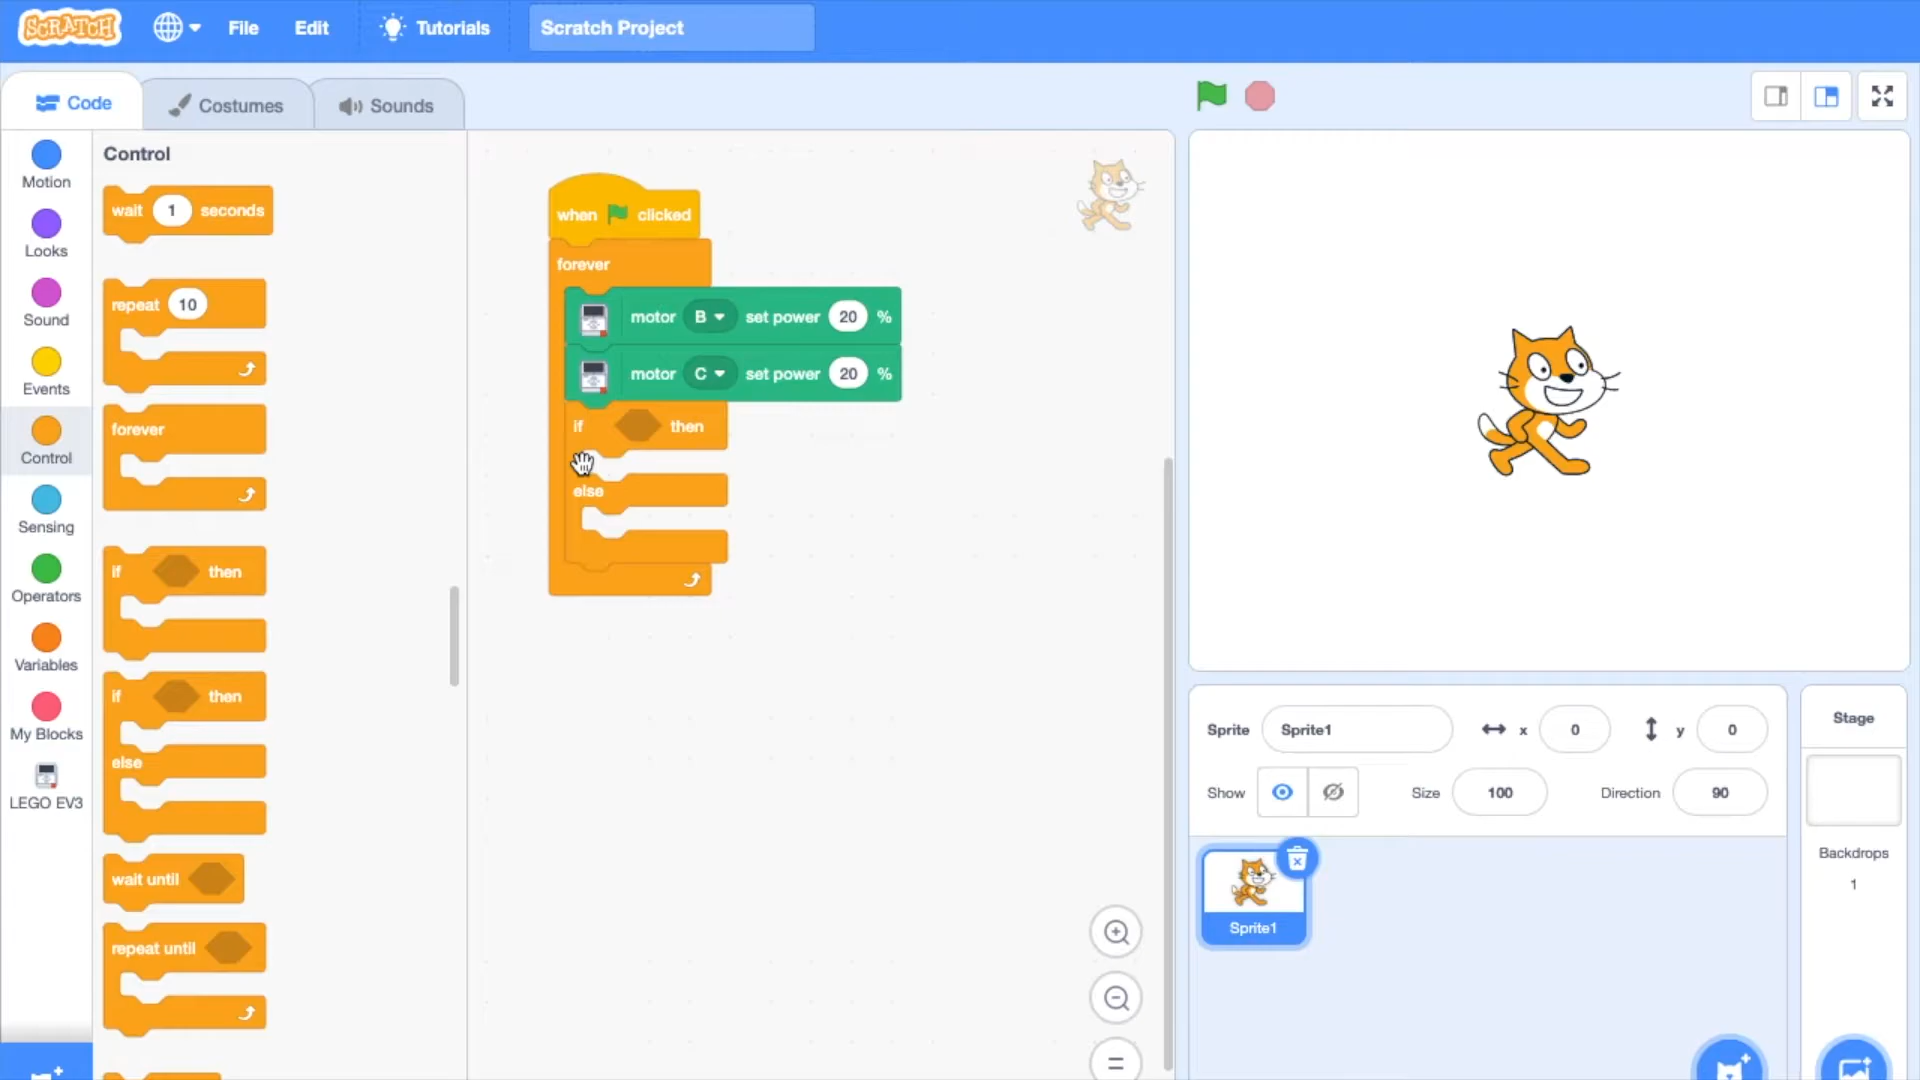 SCRATCH File Edit Tutorials Scratch Project
Code Costumes Sounds
Motion
Looks
Sound
Events
Control
Sensing
Operators
Variables
My Blocks
LEGO EV3
Control
wait 1 seconds
repeat 10
forever
if then
if then
else
wait until
repeat until
when clicked
forever
motor B set power 20 %
motor C set power 20 %
if then
else
Sprite Sprite1 x 0 y 0
Show Size 100 Direction 90
Sprite1
Stage
Backdrops
1